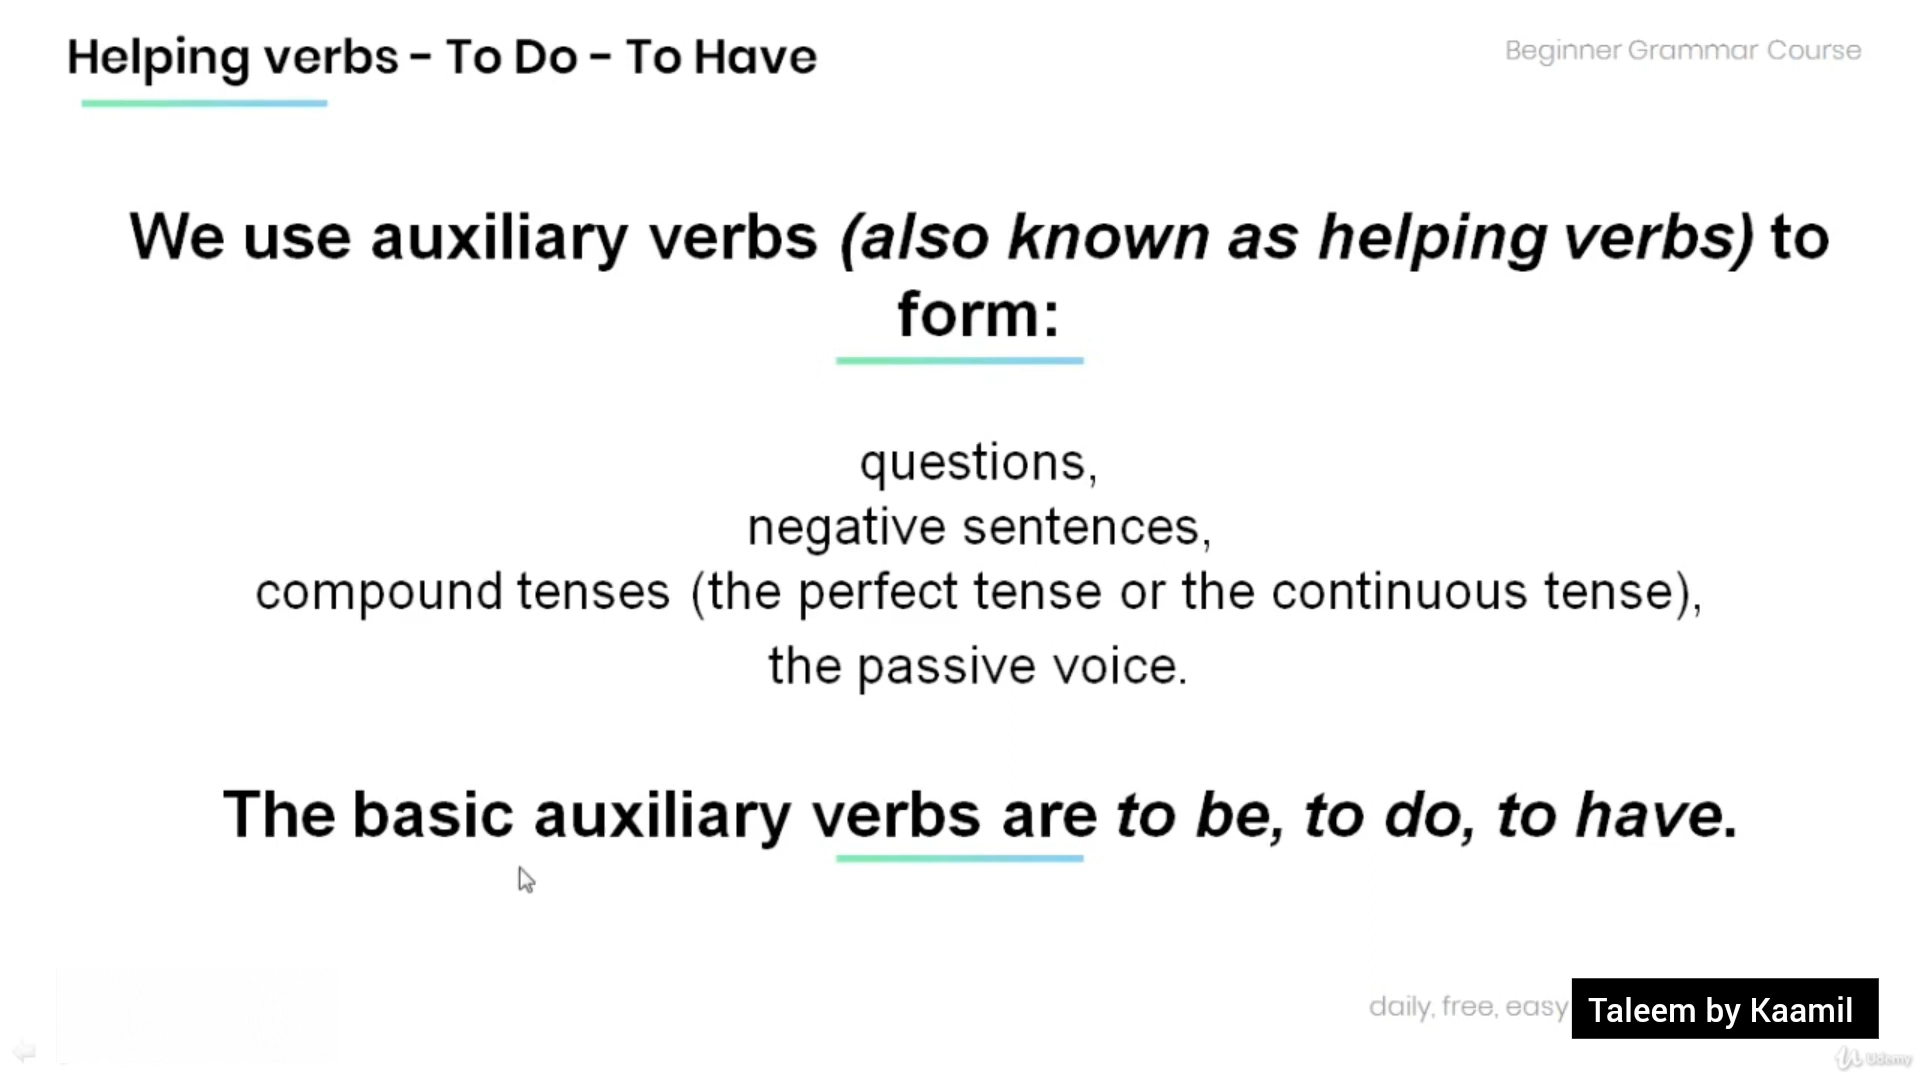 Helping verbs - To Do - To Have
Beginner Grammar Course
We use auxiliary verbs (also known as helping verbs) to
form:
questions,
negative sentences,
compound tenses (the perfect tense or the continuous tense),
the passive voice.
The basic auxiliary verbs are to be, to do, to have.
daily, free, easy
Taleem by Kaamil
Udemy